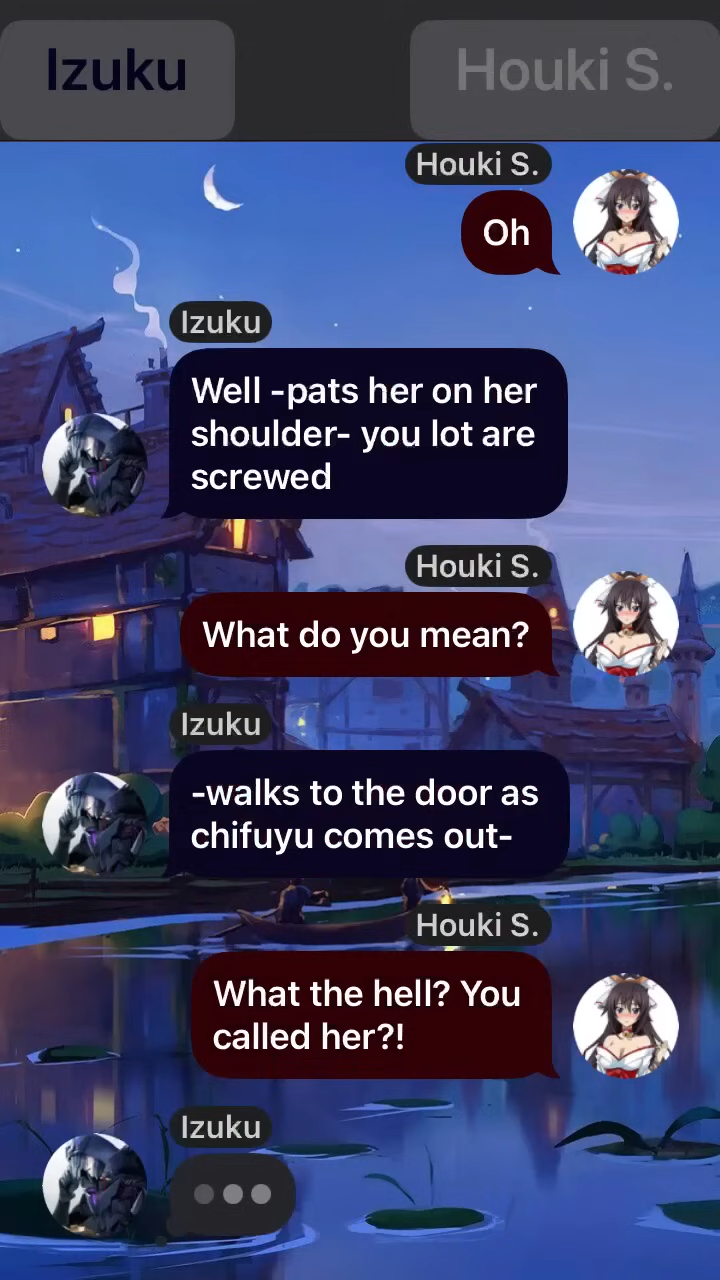 Izuku
Houki S.
Houki S.
Oh
Izuku
Well -pats her on her
shoulder- you lot are
screwed
Houki S.
What do you mean?
Izuku
-walks to the door as
chifuyu comes out-
Houki S.
What the hell? You
called her?!
Izuku